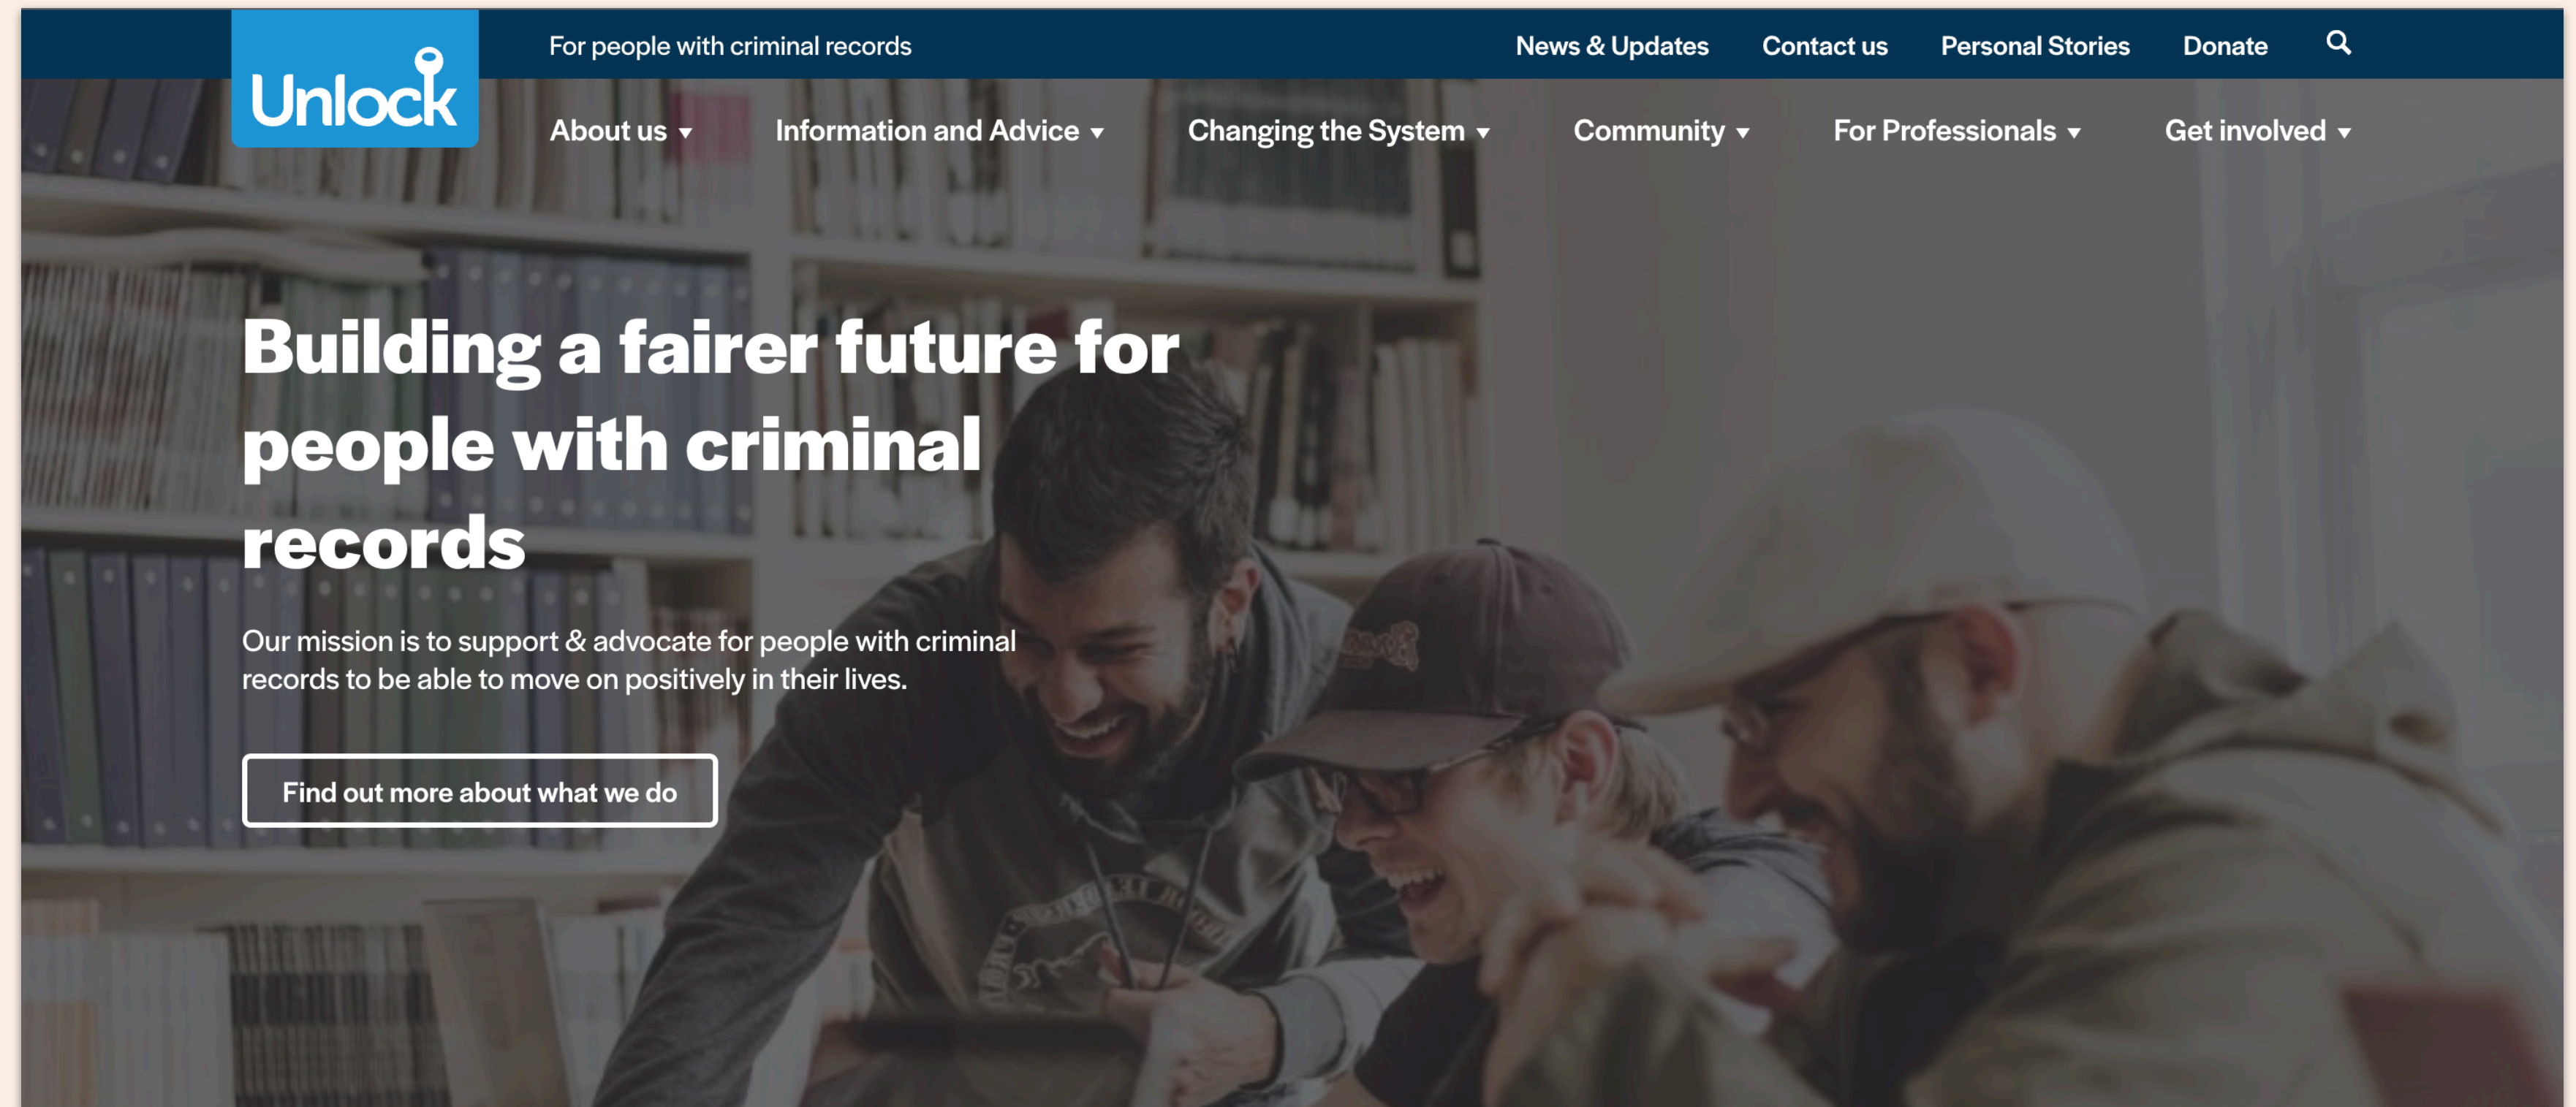 Unlock
For people with criminal records
News & Updates
Contact us
Personal Stories
Donate
About us
Information and Advice
Changing the System
Community
For Professionals
Get involved
Building a fairer future for
people with criminal
records
Our mission is to support & advocate for people with criminal
records to be able to move on positively in their lives.
Find out more about what we do